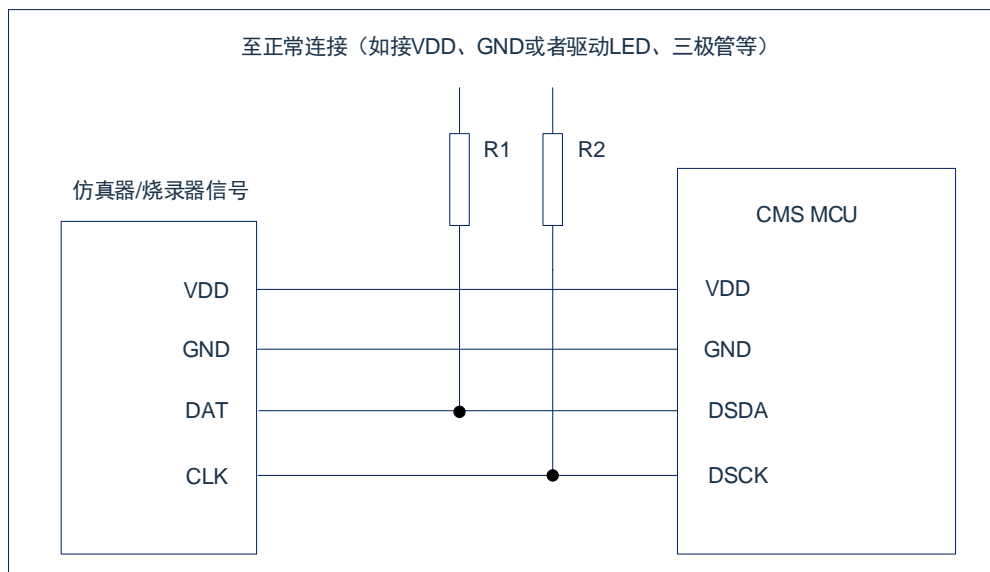 至正常连接（如接VDD、GND或者驱动LED、三极管等）
R1
R2
仿真器/烧录器信号
CMS MCU
VDD
VDD
GND
GND
DAT
DSDA
CLK
DSCK